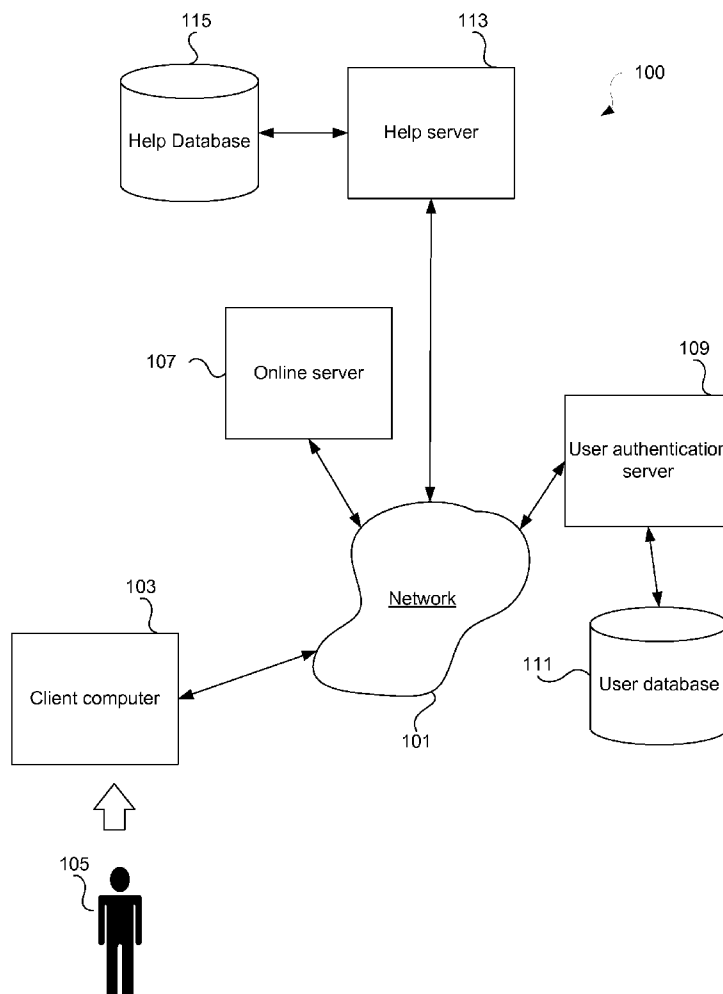 115
113
100
Help Database
Help server
107
Online server
109
User authentication
server
Network
103
Client computer
111
User database
101
105